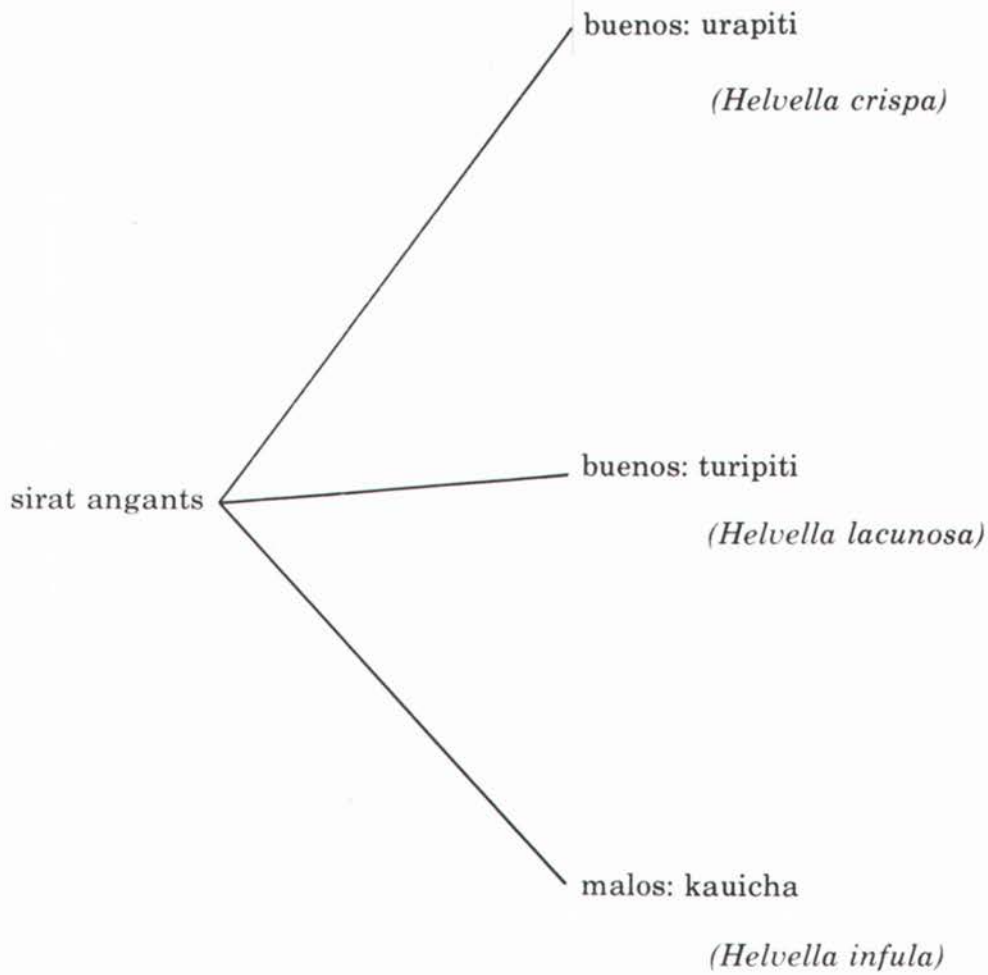 buenos: urapiti
(Helvella crispa)
sirat angants
buenos: turipiti
(Helvella lacunosa)
malos: kauicha
(Helvella infula)